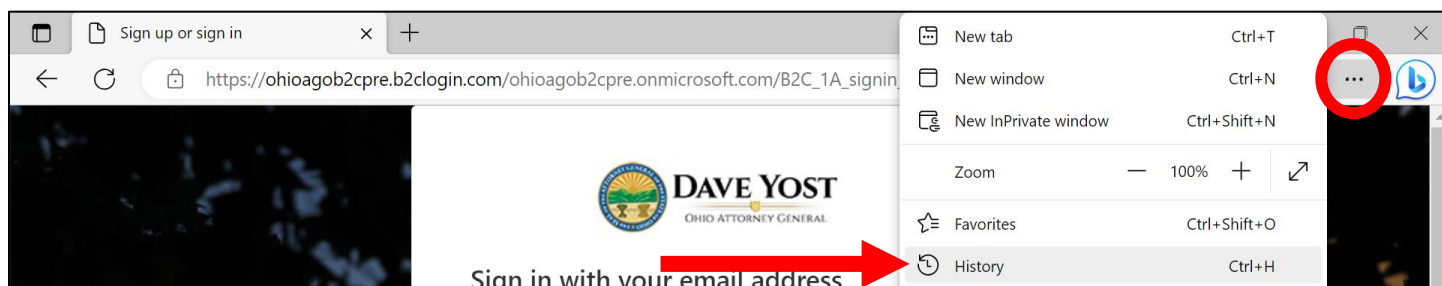 Sign up or sign in
New tab Ctrl+T
https://ohioagob2cpre.b2clogin.com/ohioagob2cpre.onmicrosoft.com/B2C_1A_signin_
New window Ctrl+N
New InPrivate window Ctrl+Shift+N
Zoom 100%
DAVE YOST
OHIO ATTORNEY GENERAL
Favorites Ctrl+Shift+O
History Ctrl+H
Sign in with your email address